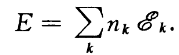 E = ∑ₖ nₖ ℰₖ.